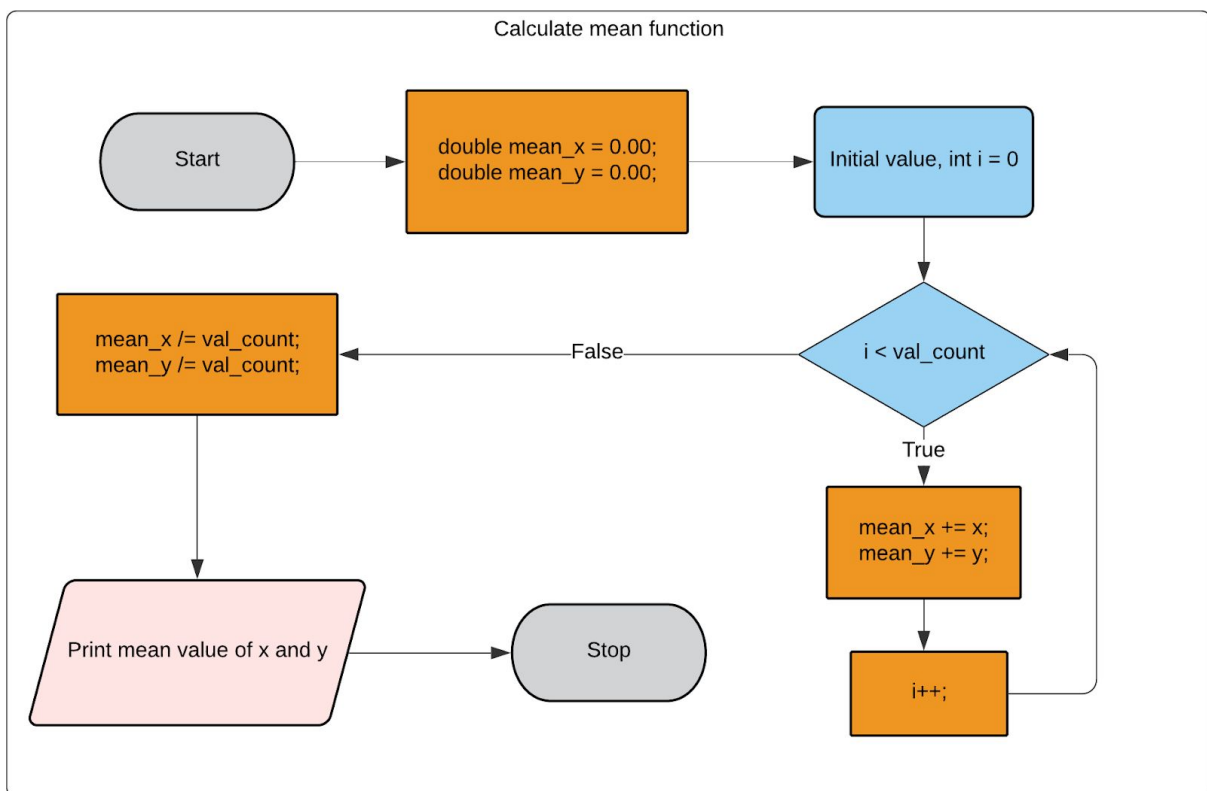 Calculate mean function
Start
double mean_x = 0.00;
double mean_y = 0.00;
Initial value, int i = 0
i < val_count
False
mean_x /= val_count;
mean_y /= val_count;
True
mean_x += x;
mean_y += y;
i++;
Print mean value of x and y
Stop